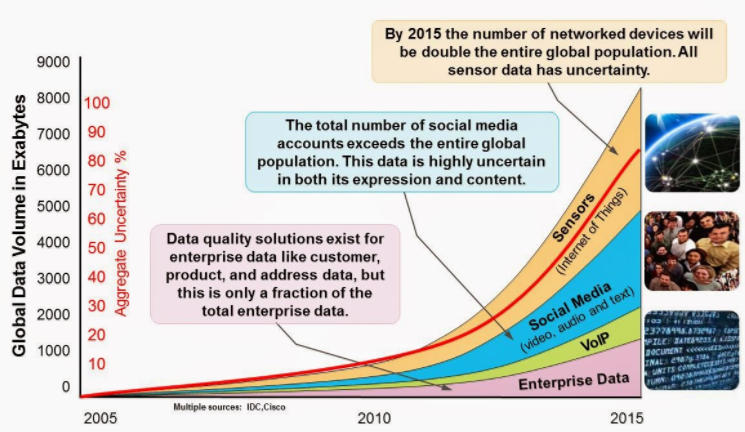 By 2015 the number of networked devices will
be double the entire global population. All
sensor data has uncertainty.
The total number of social media
accounts exceeds the entire global
population. This data is highly uncertain
in both its expression and content.
Data quality solutions exist for
enterprise data like customer,
product, and address data, but
this is only a fraction of the
total enterprise data.
Global Data Volume in Exabytes
9000
8000
7000
6000
5000
4000
3000
2000
1000
0
Aggregate Uncertainty %
100
90
80
70
60
50
40
30
20
10
Sensors
(Internet of Things)
Social Media
(video, audio and text)
VoIP
Enterprise Data
Multiple sources: IDC,Cisco
2005
2010
2015
DOCUMENT